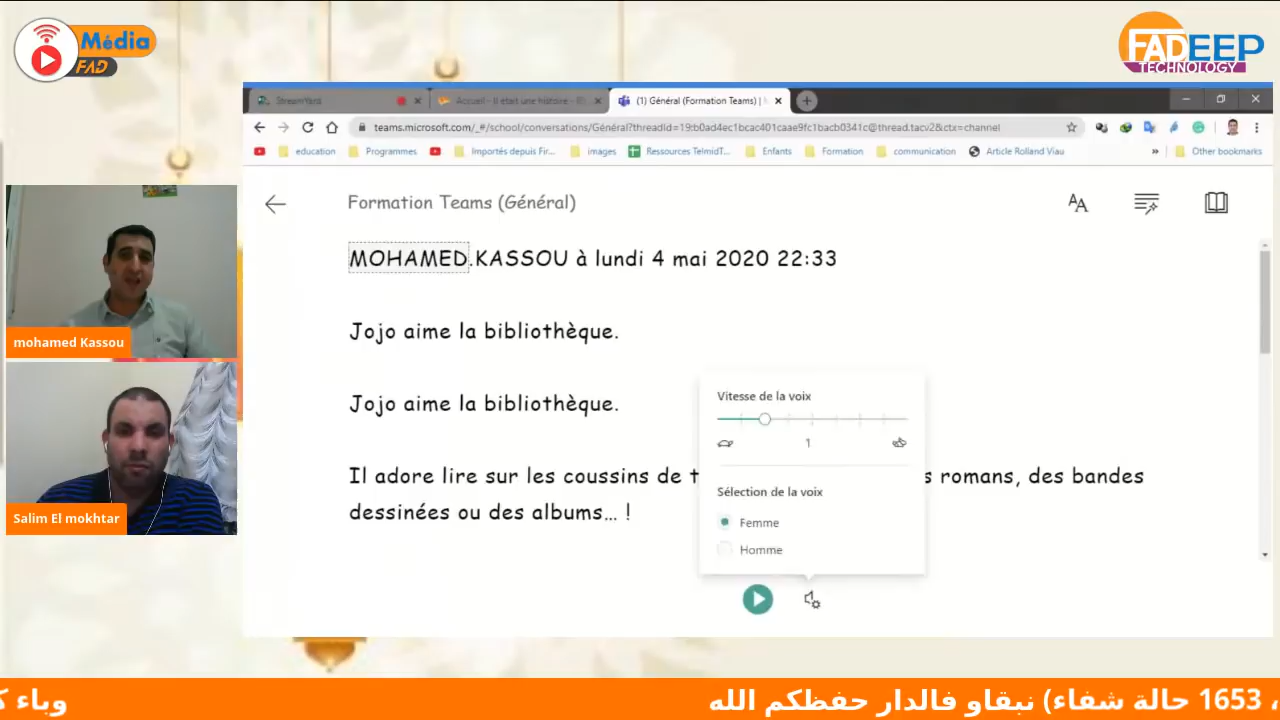 Média
FAD
FADEEP
TECHNOLOGY
StreamYard
Accueil - Il était une histoire - IE
(1) Général (Formation Teams) |
teams.microsoft.com/_#/school/conversations/Général?threadId=19:b0ad4ec1bcac401caae9fc1bacb0341c@thread.tacv2&ctx=channel
education
Programmes
Importés depuis Fir...
images
Ressources TelmidT...
Enfants
Formation
communication
Article Rolland Viau
»
Other bookmarks
Formation Teams (Général)
MOHAMED.KASSOU à lundi 4 mai 2020 22:33
Jojo aime la bibliothèque.
Jojo aime la bibliothèque.
Il adore lire sur les coussins de t
s romans, des bandes
dessinées ou des albums... !
Vitesse de la voix
1
Sélection de la voix
Femme
Homme
mohamed Kassou
Salim El mokhtar
، 1653 حالة شفاء) نبقاو فالدار حفظكم الله
وباء ك